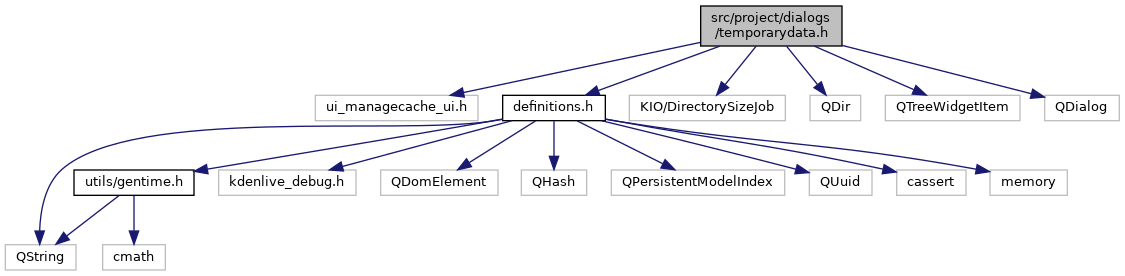 src/project/dialogs
/temporarydata.h
ui_managecache_ui.h
definitions.h
KIO/DirectorySizeJob
QDir
QTreeWidgetItem
QDialog
utils/gentime.h
kdenlive_debug.h
QDomElement
QHash
QPersistentModelIndex
QUuid
cassert
memory
QString
cmath